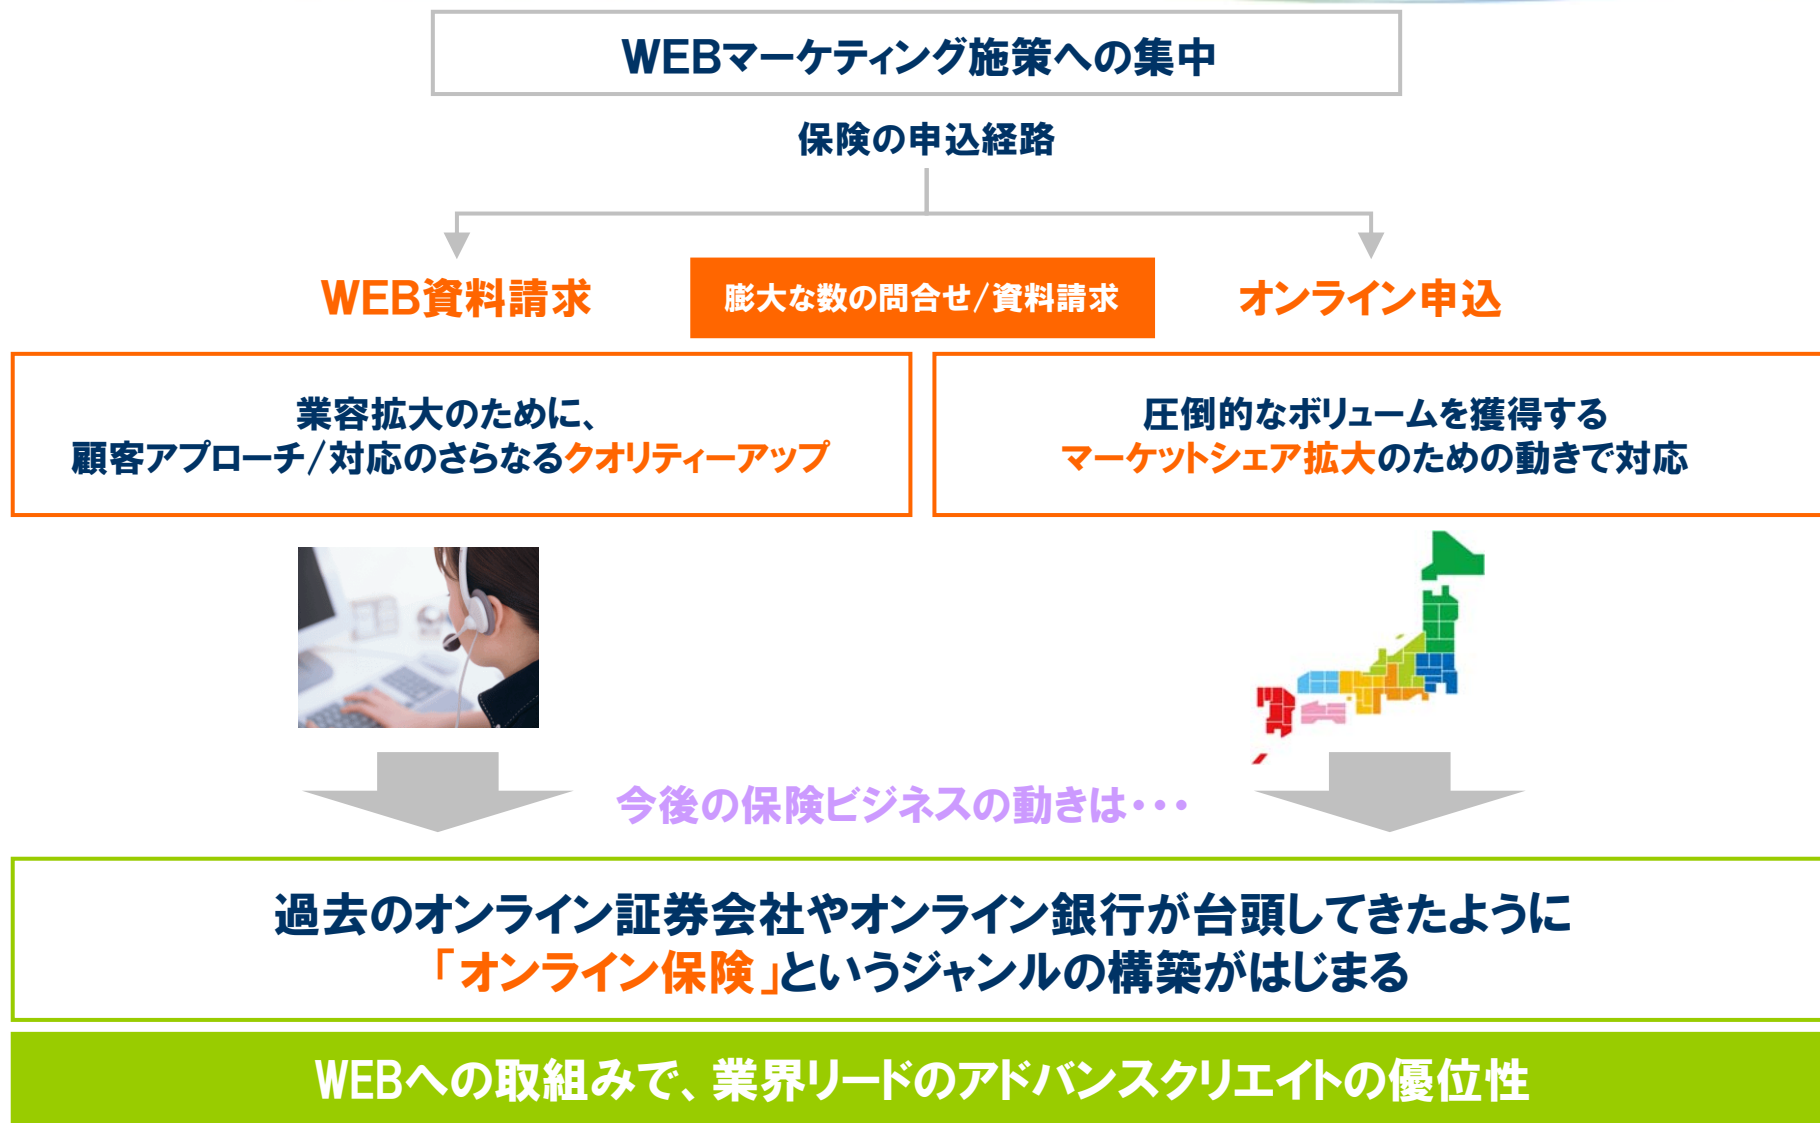 WEBマーケティング施策への集中
保険の申込経路
WEB資料請求
膨大な数の問合せ/資料請求
オンライン申込
業容拡大のために、
顧客アプローチ/対応のさらなるクオリティーアップ
圧倒的なボリュームを獲得する
マーケットシェア拡大のための動きで対応
今後の保険ビジネスの動きは・・・
過去のオンライン証券会社やオンライン銀行が台頭してきたように
「オンライン保険」というジャンルの構築がはじまる
WEBへの取組みで、業界リードのアドバンスクリエイトの優位性